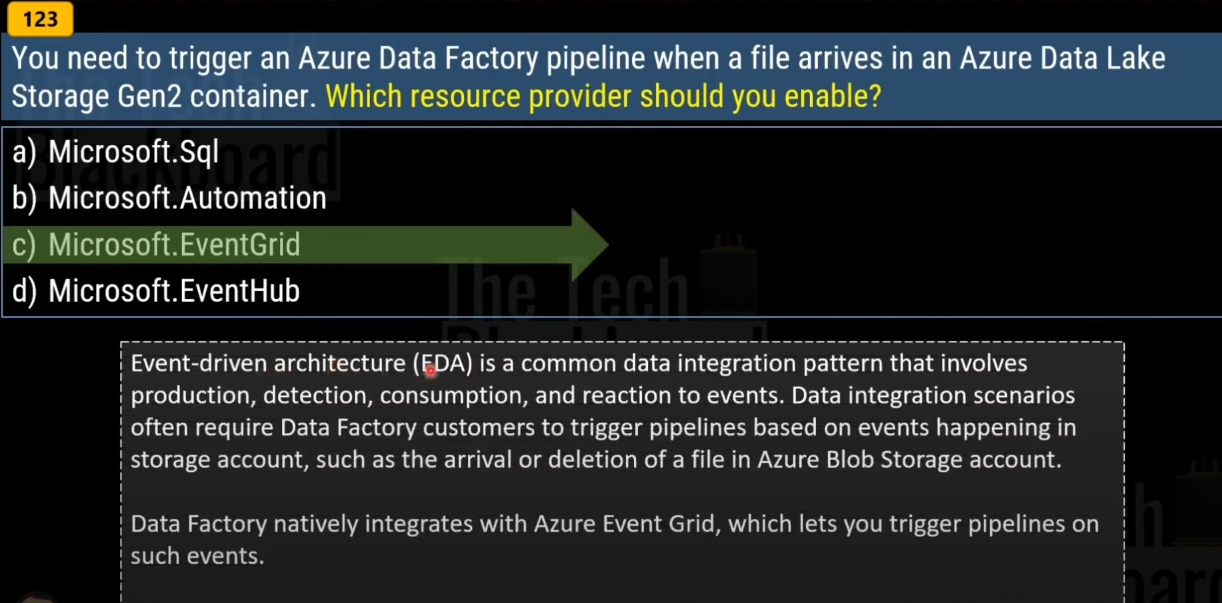 123
You need to trigger an Azure Data Factory pipeline when a file arrives in an Azure Data Lake
Storage Gen2 container. Which resource provider should you enable?
a) Microsoft.Sql
b) Microsoft.Automation
c) Microsoft.EventGrid
d) Microsoft.EventHub
The Tech
Event-driven architecture (EDA) is a common data integration pattern that involves
production, detection, consumption, and reaction to events. Data integration scenarios
often require Data Factory customers to trigger pipelines based on events happening in
storage account, such as the arrival or deletion of a file in Azure Blob Storage account.
Data Factory natively integrates with Azure Event Grid, which lets you trigger pipelines on
such events.